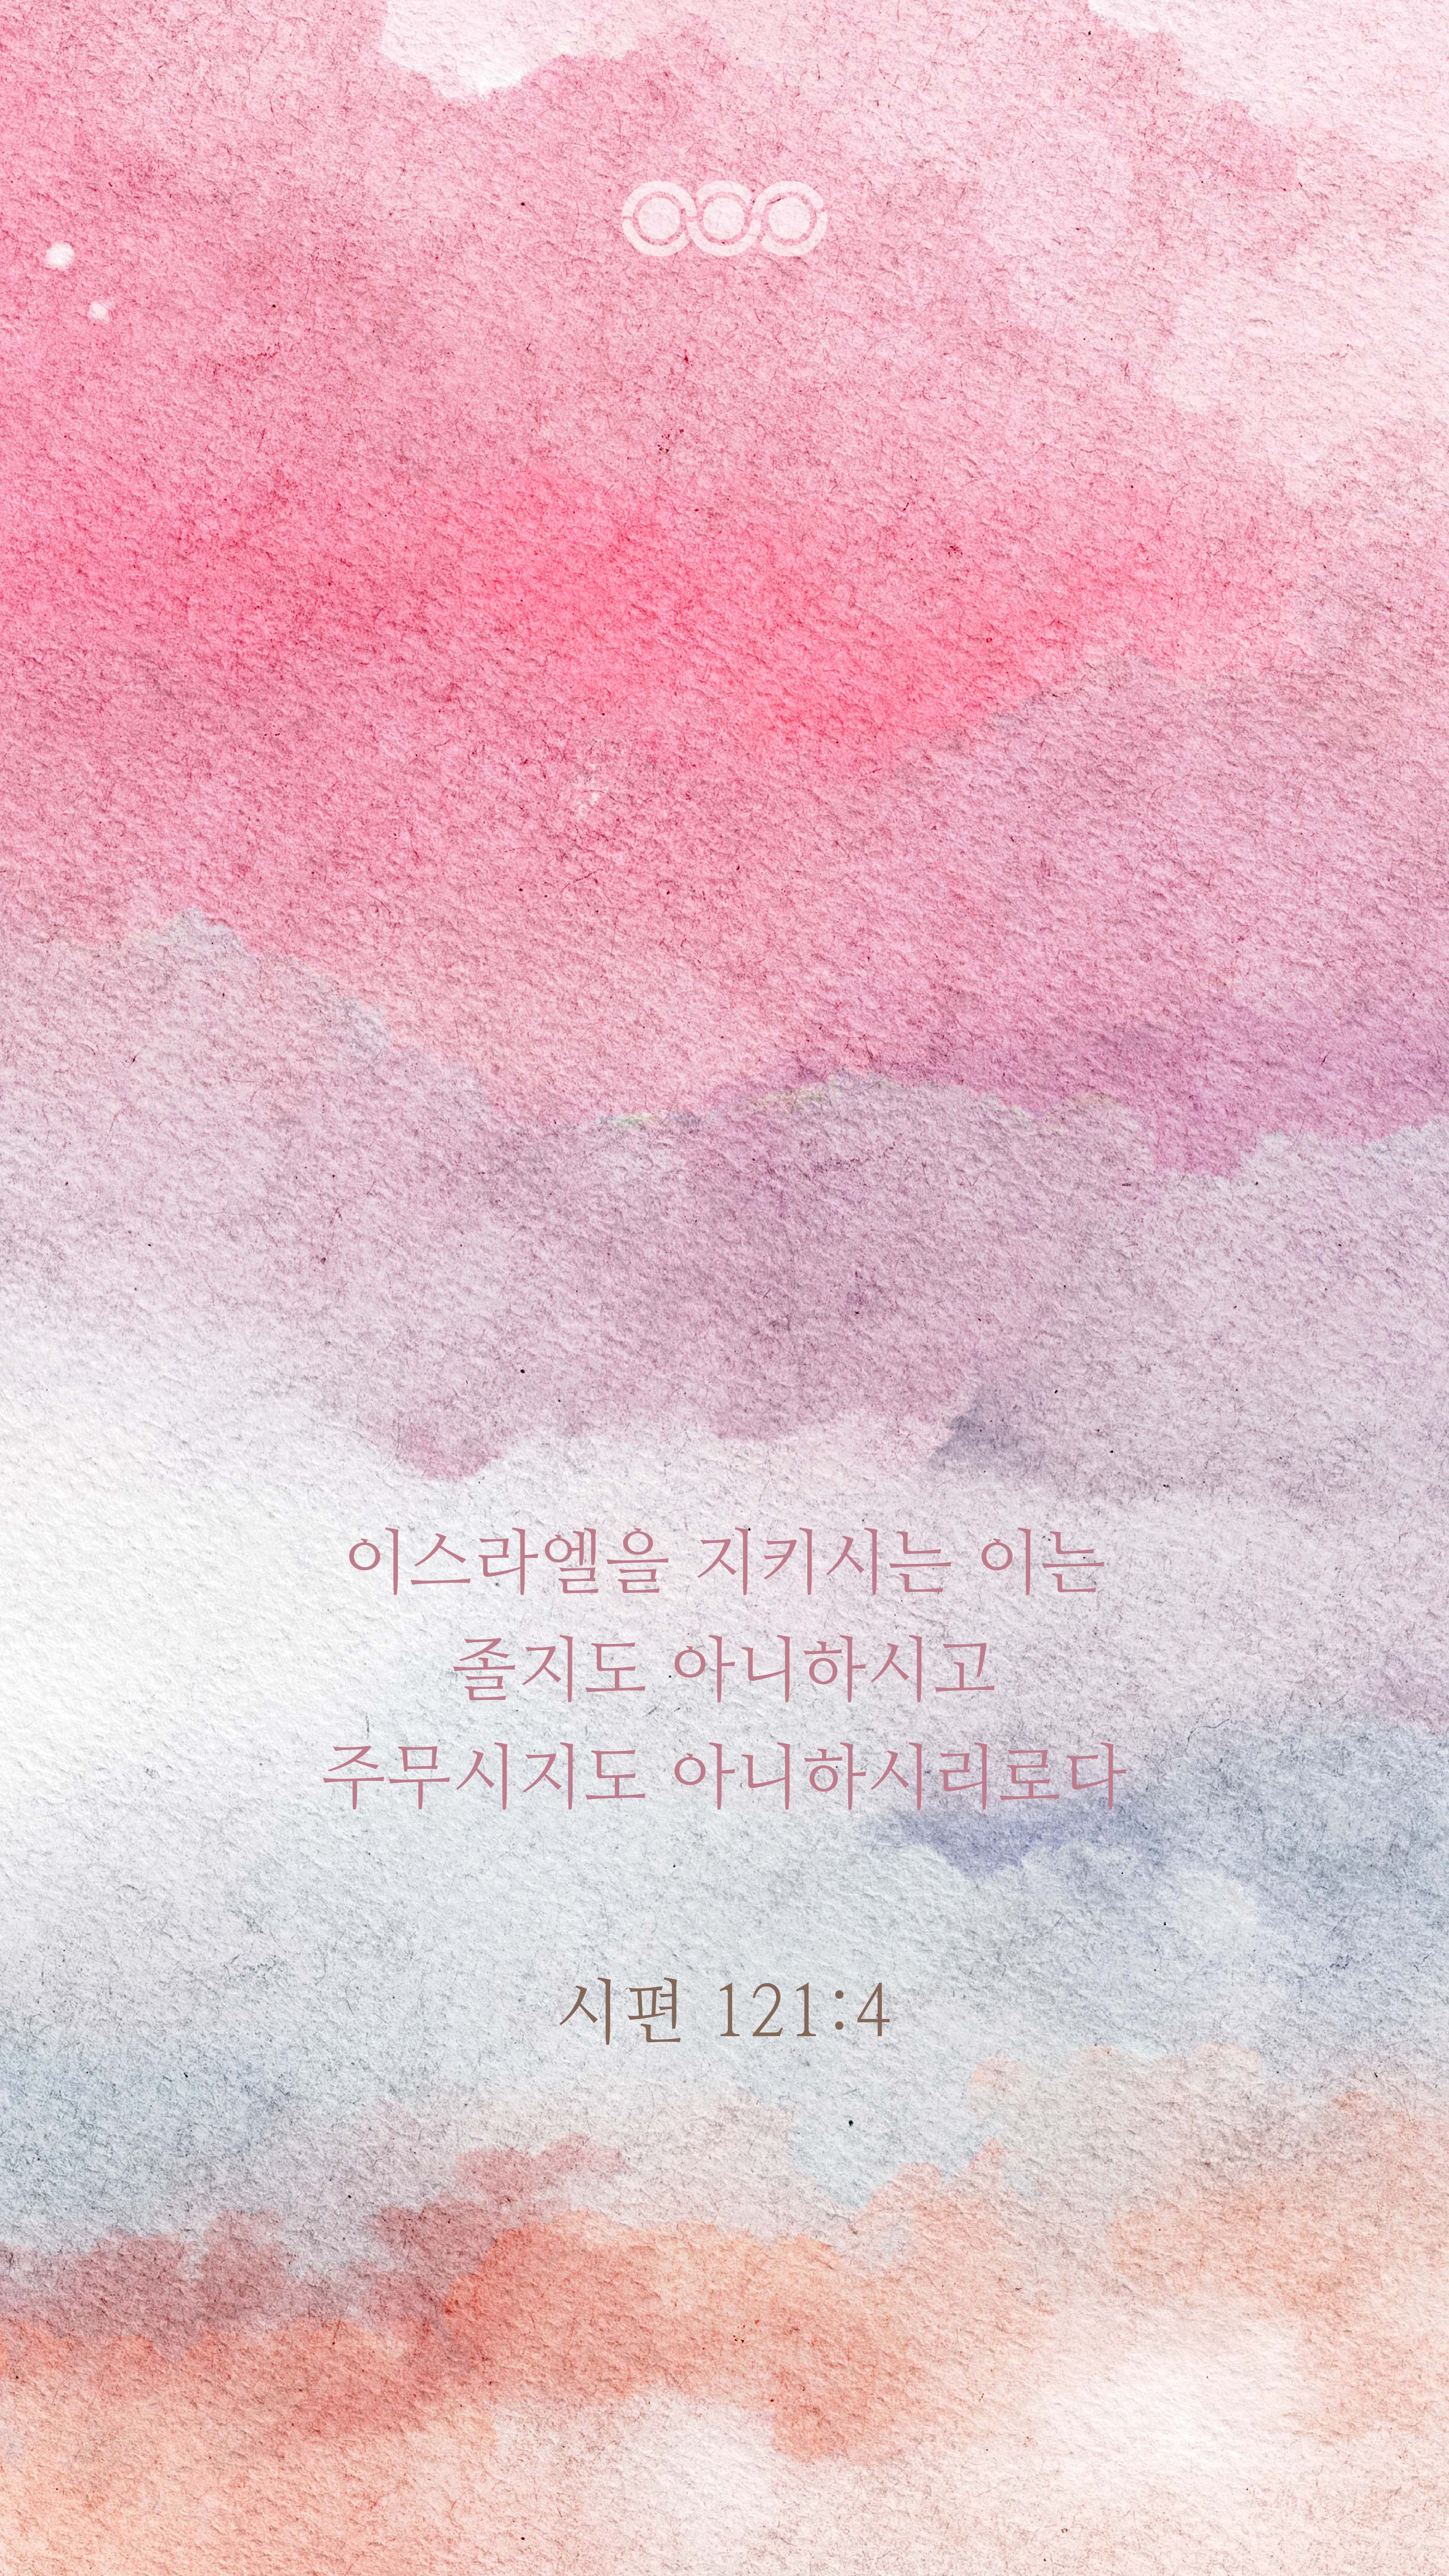 이스라엘을 지키시는 이는
졸지도 아니하시고
주무시지도 아니하시리로다
시편 121:4